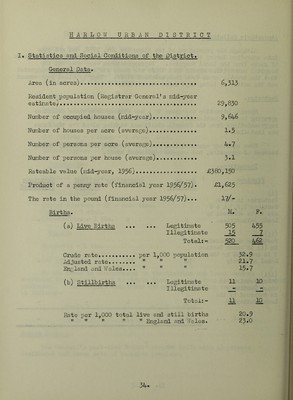 HARLOW URBAN DISTRICT
I. Statistics and Social Conditions of the District.
General Data.
Area (in acres)........................................ 6,313
Resident population (Registrar General's mid-year
estimate).............................................. 29,830
Number of occupied houses (mid-year)............... 9,646
Number of houses per acre (average)............... 1.5
Number of persons per acre (average).............. 4.7
Number of persons per house (average)............. 3.1
Rateable value (mid-year, 1956)................... £380,150
Product of a penny rate (financial year 1956/57). £1,615
The rate in the pound (financial year 1956/57)... 17/-
Births. M. F.
(a) Live Births ... ... Legitimate 505 455
Illegitimate 15 7
Total:- 520 462
Crude rate........... per 1,000 population 32.9
Adjusted rate........ " " " 21.7
England and Wales.... " " " 15.7
(b) Stillbirths ... ... Legitimate 11 10
Illegitimate - -
Total:- 11 10
Rate per 1,000 total live and still births 20.9
" " " " " England and Wales. 23.0
34.